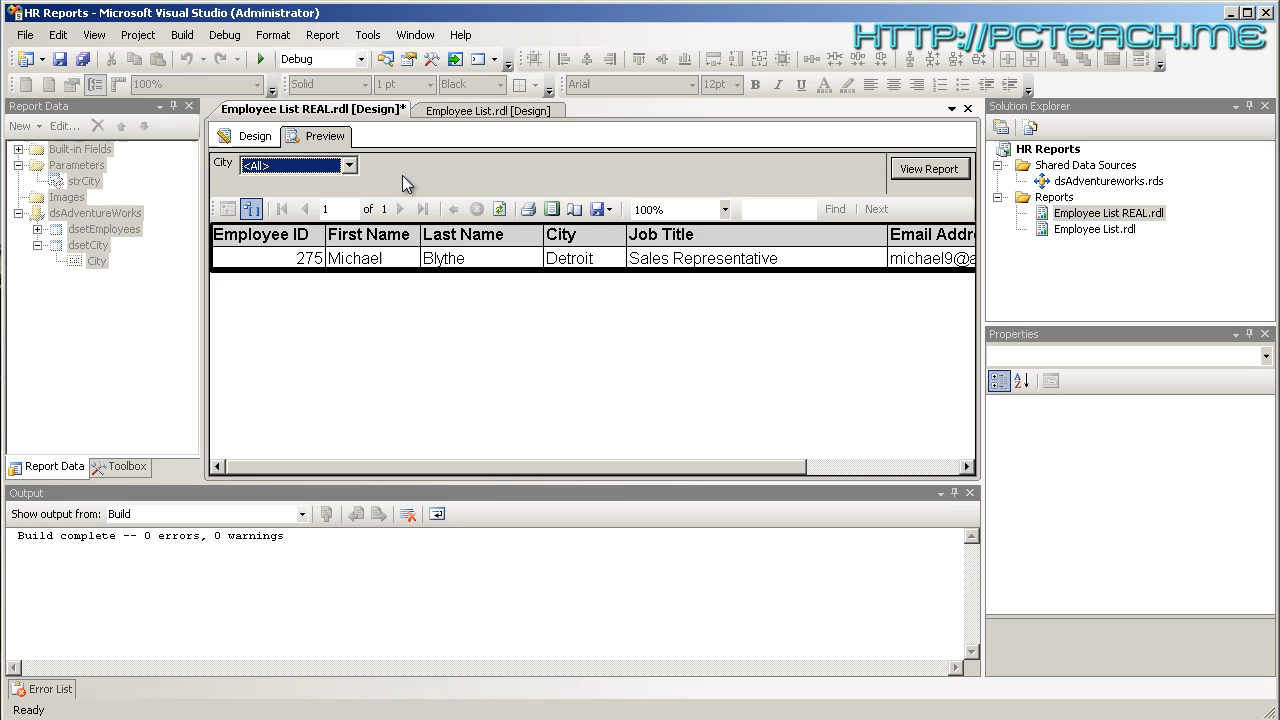 HR Reports - Microsoft Visual Studio (Administrator)
HTTP://PCTEACH.ME
File Edit View Project Build Debug Format Report Tools Window Help
Debug
100% Solid 1 pt Black Arial 12pt
Report Data
New Edit...
Built-in Fields
Parameters
strCity
Images
dsAdventureWorks
dsetEmployees
dsetCity
City
Report Data Toolbox
Employee List REAL.rdl [Design]* Employee List.rdl [Design]
Design Preview
City <All> View Report
1 of 1 100% Find Next
Employee ID First Name Last Name City Job Title Email Addre
275 Michael Blythe Detroit Sales Representative michael9@a
Solution Explorer
HR Reports
Shared Data Sources
dsAdventureworks.rds
Reports
Employee List REAL.rdl
Employee List.rdl
Properties
Output
Show output from: Build
Build complete -- 0 errors, 0 warnings
Error List
Ready